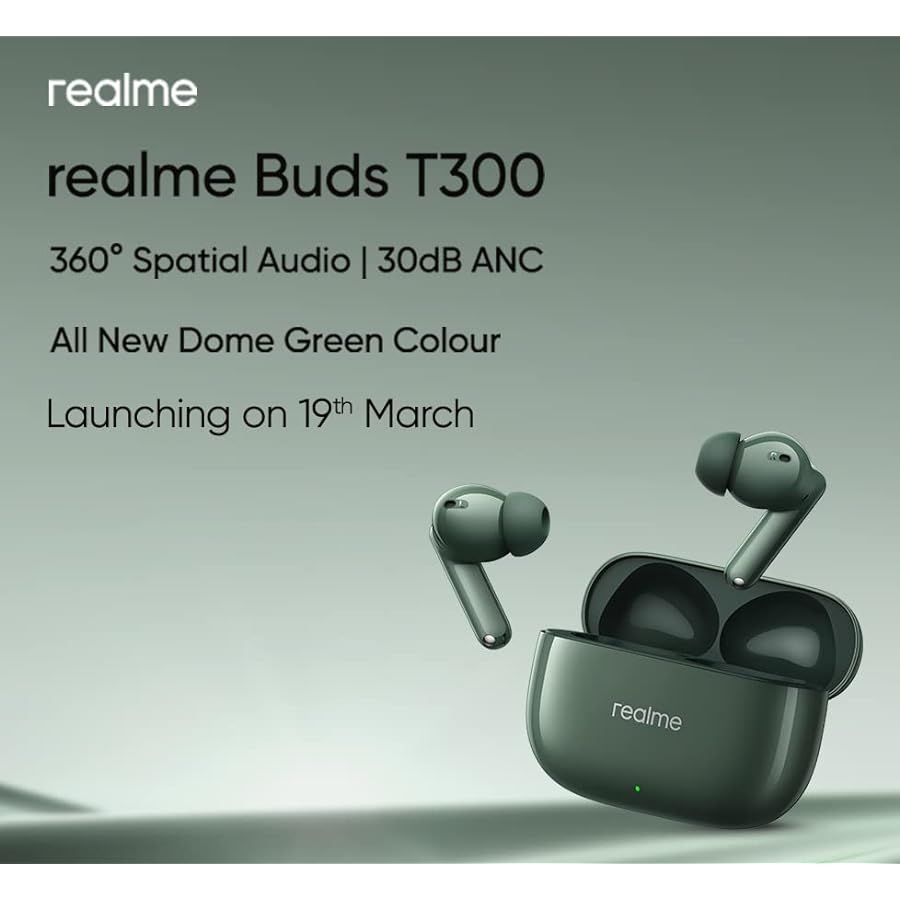 realme
realme Buds T300
360° Spatial Audio | 30dB ANC
All New Dome Green Colour
Launching on 19th March
realme